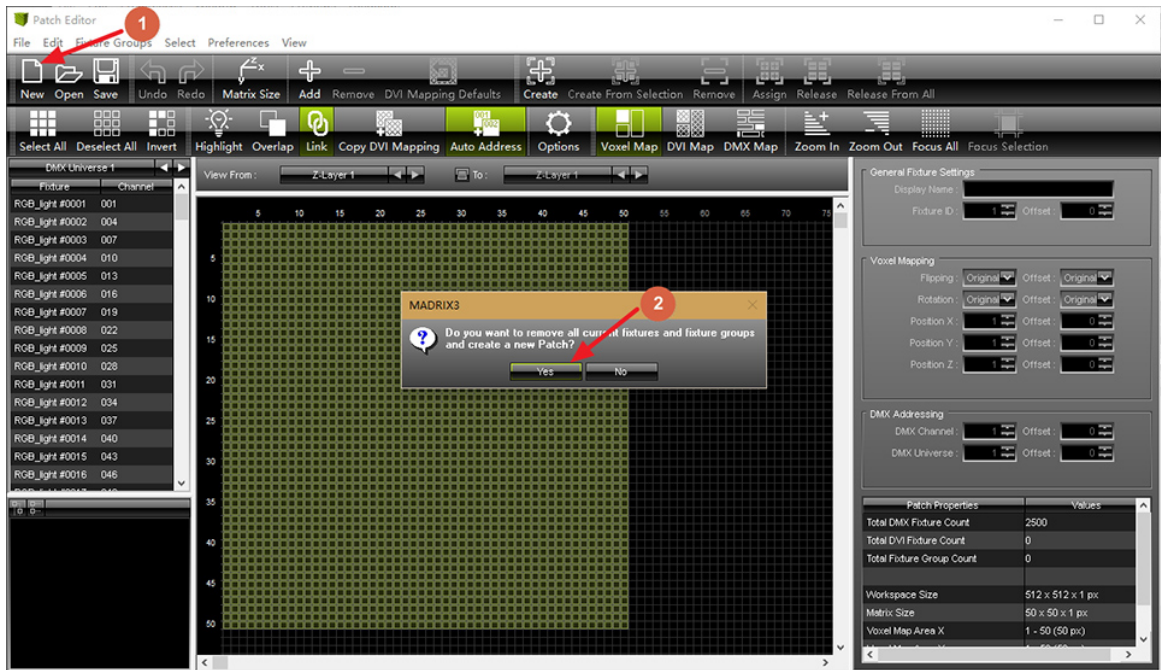 Patch Editor
1
File Edit Fixture Groups Select Preferences View
New Open Save Undo Redo Matrix Size Add Remove DVI Mapping Defaults Create Create From Selection Remove Assign Release Release From All
Select All Deselect All Invert Highlight Overlap Link Copy DVI Mapping Auto Address Options Voxel Map DVI Map DMX Map Zoom In Zoom Out Focus All Focus Selection
DMX Universe 1
Fixture Channel
RGB_light #0001 001
RGB_light #0002 004
RGB_light #0003 007
RGB_light #0004 010
RGB_light #0005 013
RGB_light #0006 016
RGB_light #0007 019
RGB_light #0008 022
RGB_light #0009 025
RGB_light #0010 028
RGB_light #0011 031
RGB_light #0012 034
RGB_light #0013 037
RGB_light #0014 040
RGB_light #0015 043
RGB_light #0016 046
View From : Z-Layer 1 To : Z-Layer 1
5 10 15 20 25 30 35 40 45 50 55 60 65 70 75
5
10
15
20
25
30
35
40
45
50
MADRIX3
2
Do you want to remove all current fixtures and fixture groups
and create a new Patch?
Yes No
General Fixture Settings
Display Name :
Fixture ID : 1 Offset : 0
Voxel Mapping
Flipping : Original Offset : Original
Rotation : Original Offset : Original
Position X : 1 Offset : 0
Position Y : 1 Offset : 0
Position Z : 1 Offset : 0
DMX Addressing
DMX Channel : 1 Offset : 0
DMX Universe : 1 Offset : 0
Patch Properties Values
Total DMX Fixture Count 2500
Total DVI Fixture Count 0
Total Fixture Group Count 0
Workspace Size 512 x 512 x 1 px
Matrix Size 50 x 50 x 1 px
Voxel Map Area X 1 - 50 (50 px)